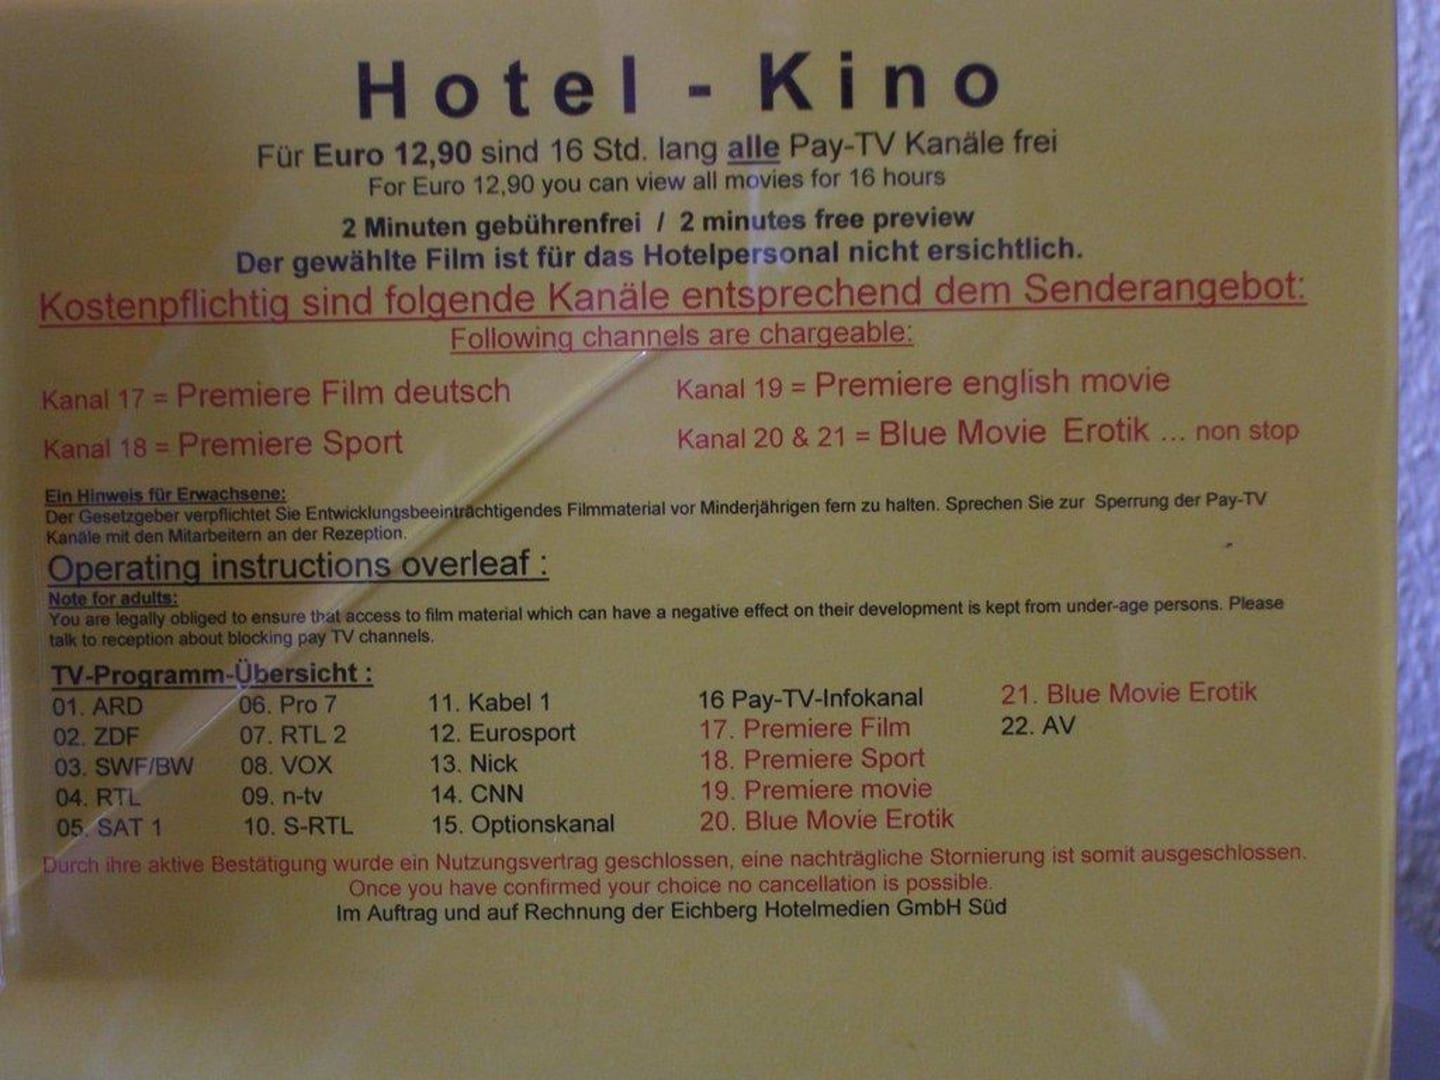 Hotel - Kino
Für Euro 12,90 sind 16 Std. lang alle Pay-TV Kanäle frei
For Euro 12,90 you can view all movies for 16 hours
2 Minuten gebührenfrei / 2 minutes free preview
Der gewählte Film ist für das Hotelpersonal nicht ersichtlich.
Kostenpflichtig sind folgende Kanäle entsprechend dem Senderangebot:
Following channels are chargeable:
Kanal 17 = Premiere Film deutsch
Kanal 19 = Premiere english movie
Kanal 18 = Premiere Sport
Kanal 20 & 21 = Blue Movie Erotik ... non stop
Ein Hinweis für Erwachsene:
Der Gesetzgeber verpflichtet Sie Entwicklungsbeeinträchtigendes Filmmaterial vor Minderjährigen fern zu halten. Sprechen Sie zur Sperrung der Pay-TV
Kanäle mit den Mitarbeitern an der Rezeption.
Operating instructions overleaf :
Note for adults:
You are legally obliged to ensure that access to film material which can have a negative effect on their development is kept from under-age persons. Please
talk to reception about blocking pay TV channels.
TV-Programm-Übersicht :
01. ARD
02. ZDF
03. SWF/BW
04. RTL
05. SAT 1
06. Pro 7
07. RTL 2
08. VOX
09. n-tv
10. S-RTL
11. Kabel 1
12. Eurosport
13. Nick
14. CNN
15. Optionskanal
16 Pay-TV-Infokanal
17. Premiere Film
18. Premiere Sport
19. Premiere movie
20. Blue Movie Erotik
21. Blue Movie Erotik
22. AV
Durch ihre aktive Bestätigung wurde ein Nutzungsvertrag geschlossen, eine nachträgliche Stornierung ist somit ausgeschlossen.
Once you have confirmed your choice no cancellation is possible.
Im Auftrag und auf Rechnung der Eichberg Hotelmedien GmbH Süd